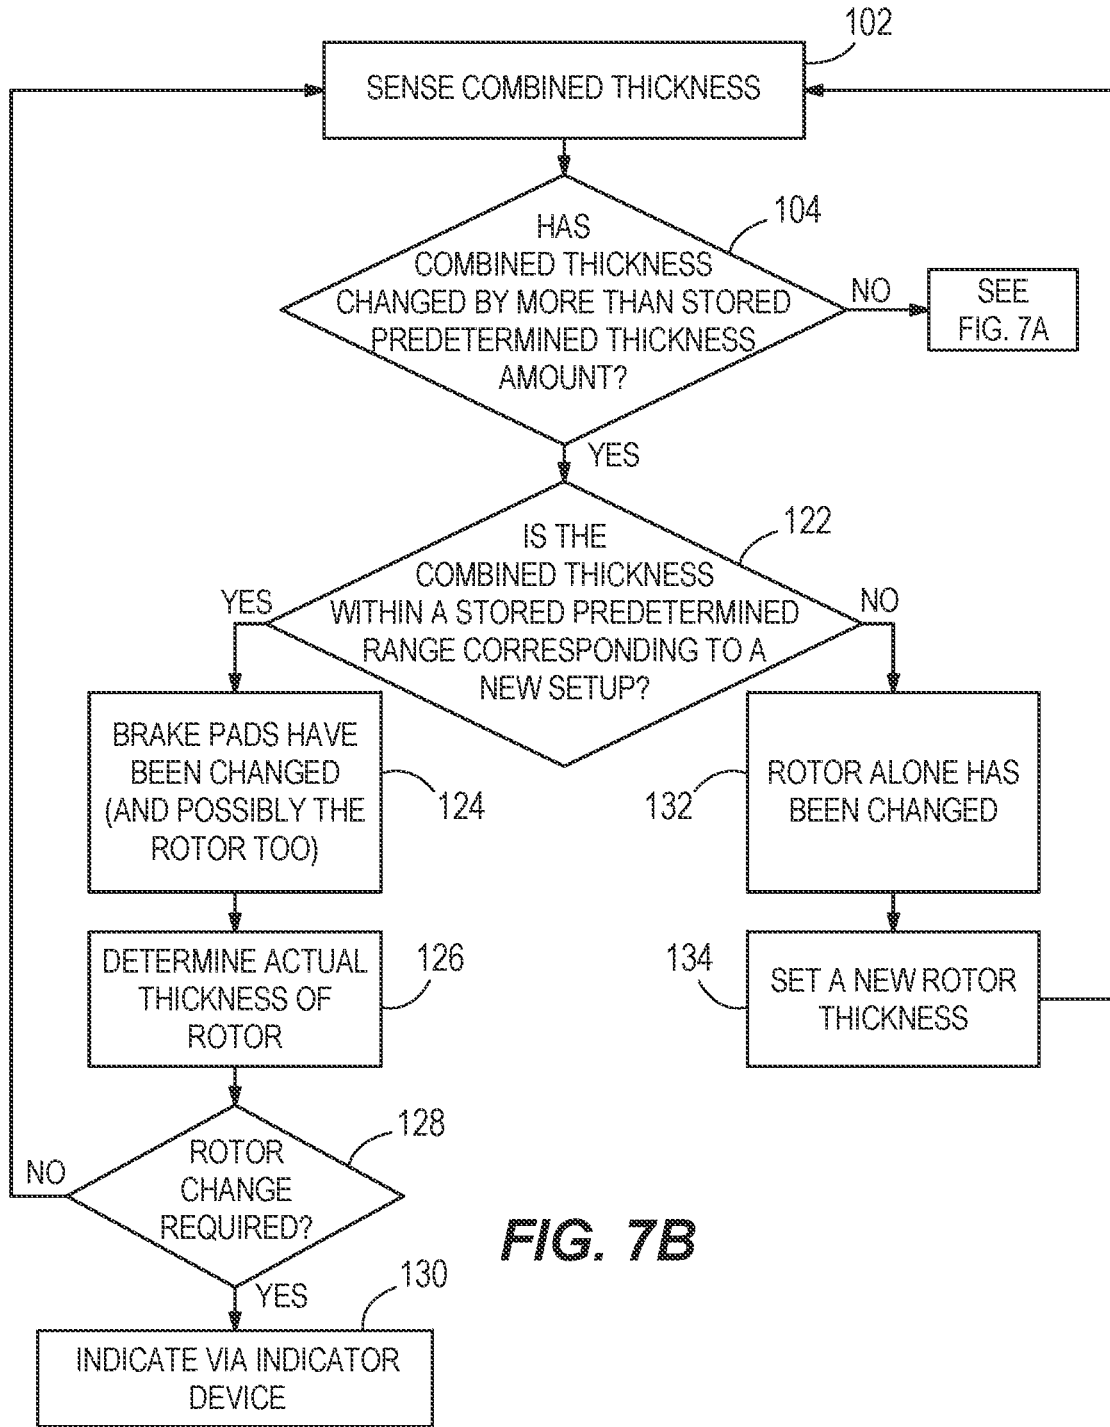 102
SENSE COMBINED THICKNESS
104
HAS
COMBINED THICKNESS
CHANGED BY MORE THAN STORED
PREDETERMINED THICKNESS
AMOUNT?
NO
SEE
FIG. 7A
YES
122
IS THE
COMBINED THICKNESS
WITHIN A STORED PREDETERMINED
RANGE CORRESPONDING TO A
NEW SETUP?
YES
NO
BRAKE PADS HAVE
BEEN CHANGED
(AND POSSIBLY THE
ROTOR TOO)
124
132
ROTOR ALONE HAS
BEEN CHANGED
DETERMINE ACTUAL
THICKNESS OF
ROTOR
126
134
SET A NEW ROTOR
THICKNESS
128
ROTOR
CHANGE
REQUIRED?
NO
YES
FIG. 7B
130
INDICATE VIA INDICATOR
DEVICE